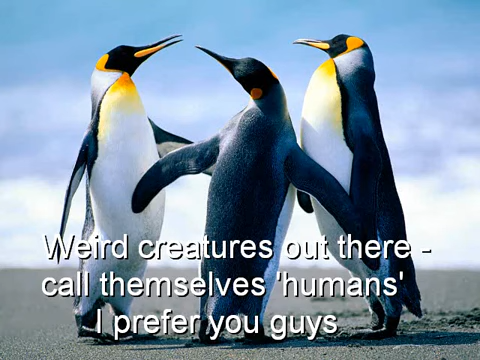 Weird creatures out there -
call themselves 'humans'
I prefer you guys